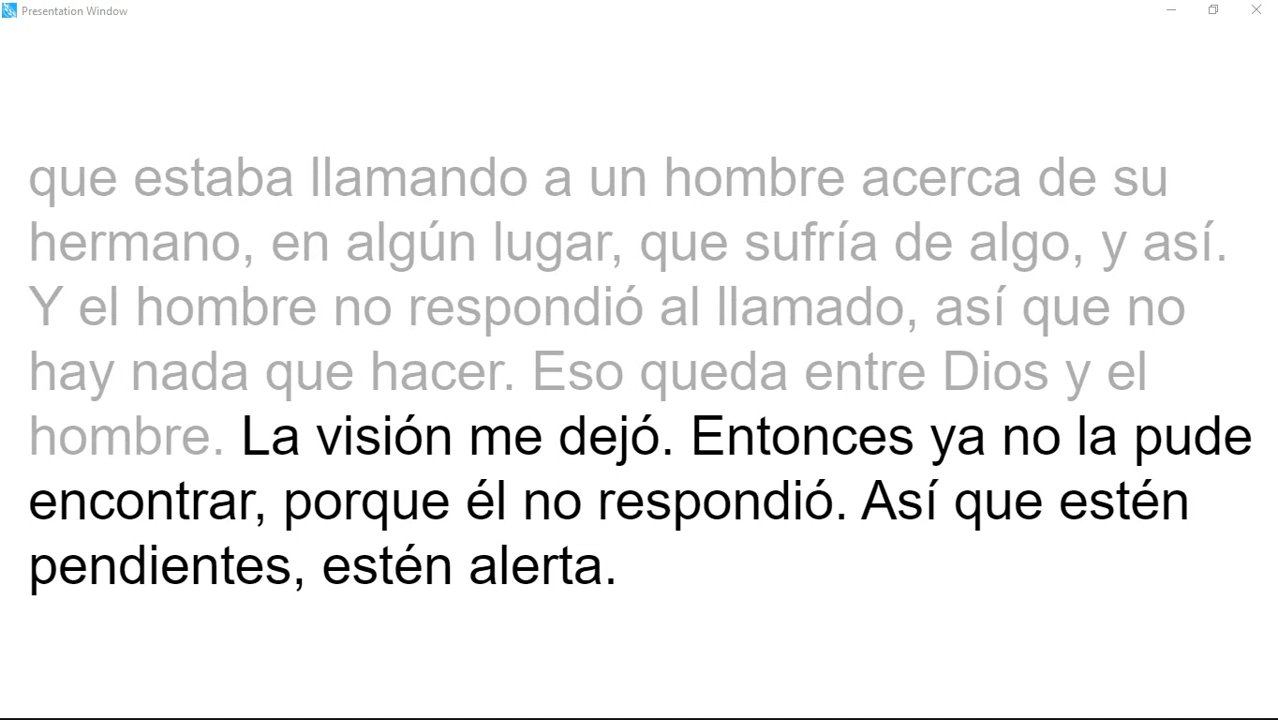 Presentation Window
que estaba llamando a un hombre acerca de su
hermano, en algún lugar, que sufría de algo, y así.
Y el hombre no respondió al llamado, así que no
hay nada que hacer. Eso queda entre Dios y el
hombre. La visión me dejó. Entonces ya no la pude
encontrar, porque él no respondió. Así que estén
pendientes, estén alerta.